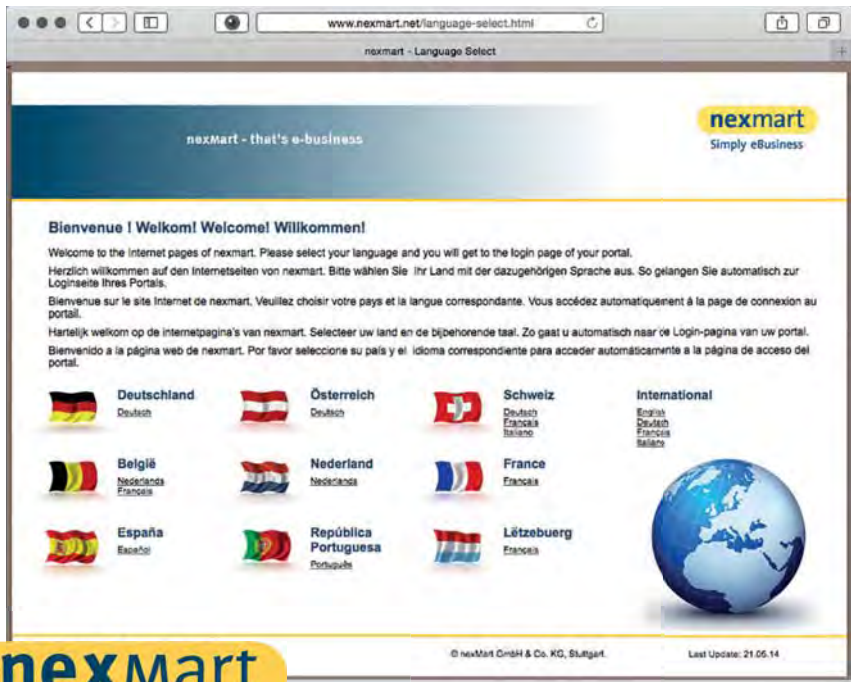 www.nexmart.net/language-select.html
nexmart - Language Select
nexmart - that's e-business
nexmart
Simply eBusiness
Bienvenue ! Welkom! Welcome! Willkommen!
Welcome to the Internet pages of nexmart. Please select your language and you will get to the login page of your portal.
Herzlich willkommen auf den Internetseiten von nexmart. Bitte wählen Sie Ihr Land mit der dazugehörigen Sprache aus. So gelangen Sie automatisch zur
Loginseite Ihres Portals.
Bienvenue sur le site Internet de nexmart. Veuillez choisir votre pays et la langue correspondante. Vous accédez automatiquement à la page de connexion au
portail.
Hartelijk welkom op de internetpagina's van nexmart. Selecteer uw land en de bijbehorende taal. Zo gaat u automatisch naar de Login-pagina van uw portal.
Bienvenido a la página web de nexmart. Por favor seleccione su país y el idioma correspondiente para acceder automáticamente a la página de acceso del
portal.
Deutschland
Deutsch
Österreich
Deutsch
Schweiz
Deutsch
Français
Italiano
International
English
Deutsch
Français
Italiano
België
Nederlands
Français
Nederland
Nederlands
France
Français
España
Español
República
Portuguesa
Português
Lëtzebuerg
Français
© nexMart GmbH & Co. KG, Stuttgart.
Last Update: 21.05.14
nexmart